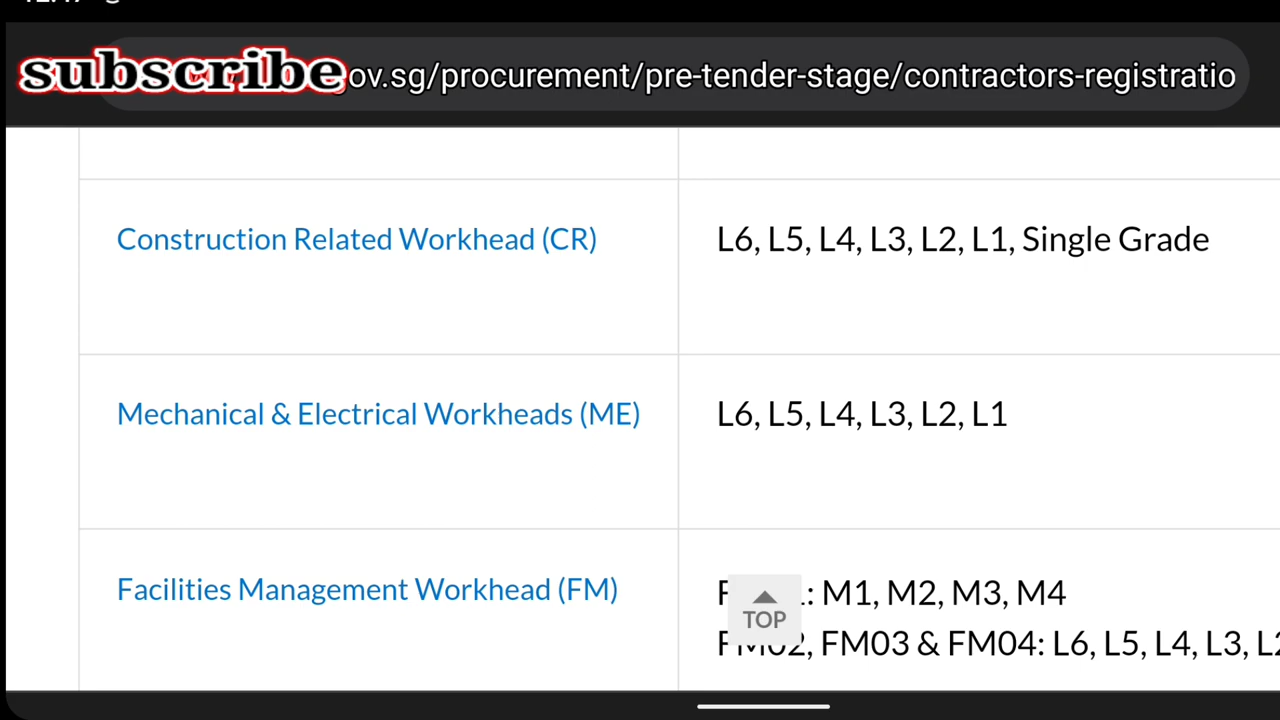 subscribe
ov.sg/procurement/pre-tender-stage/contractors-registratio
Construction Related Workhead (CR)
L6, L5, L4, L3, L2, L1, Single Grade
Mechanical & Electrical Workheads (ME)
L6, L5, L4, L3, L2, L1
Facilities Management Workhead (FM)
M1, M2, M3, M4
TOP
FM02, FM03 & FM04: L6, L5, L4, L3,